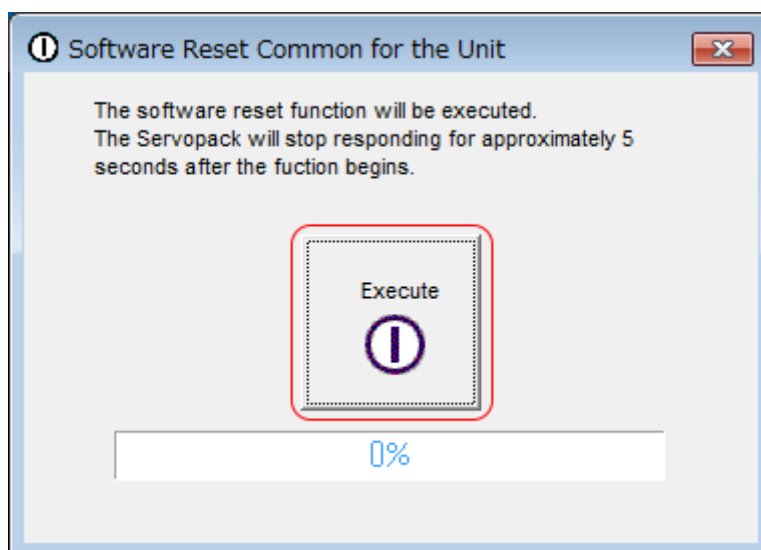 Software Reset Common for the Unit
The software reset function will be executed.
The Servopack will stop responding for approximately 5
seconds after the fuction begins.
Execute
0%